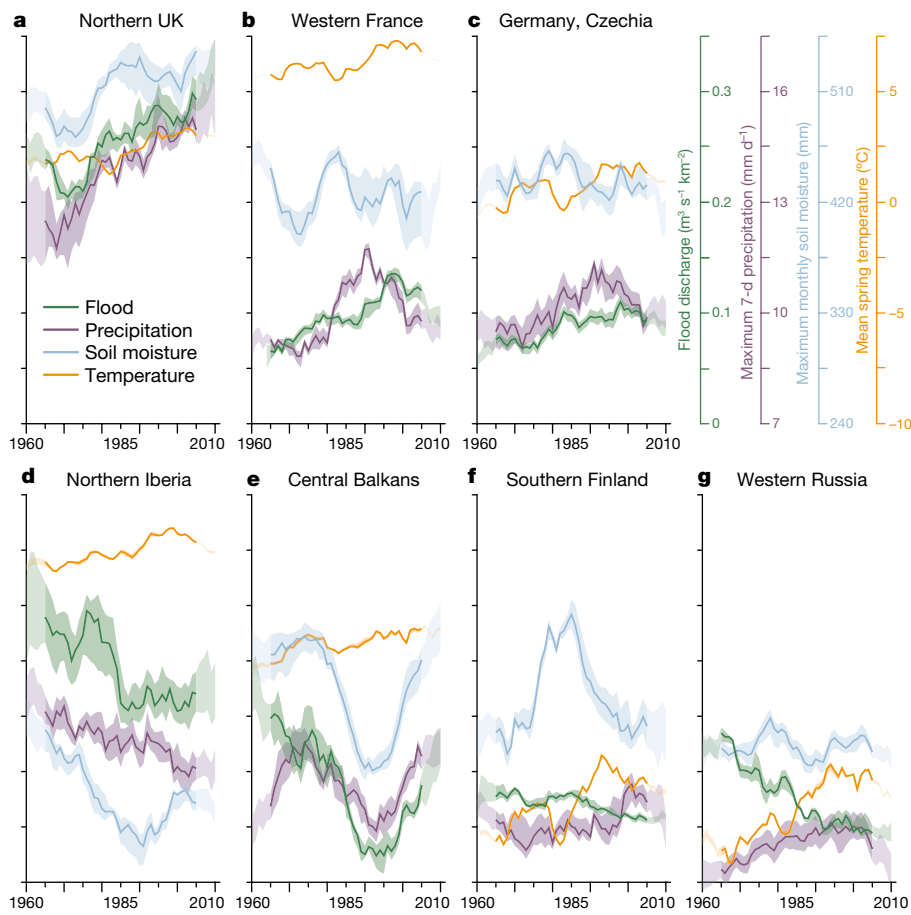 a Northern UK
b Western France
c Germany, Czechia
Flood
Precipitation
Soil moisture
Temperature
1960 1985 2010
1960 1985 2010
1960 1985 2010
0.3
0.2
0.1
0
Flood discharge (m³ s⁻¹ km⁻²)
16
13
10
7
Maximum 7-d precipitation (mm d⁻¹)
510
420
330
240
Maximum monthly soil moisture (mm)
5
0
−5
−10
Mean spring temperature (ºC)
d Northern Iberia
e Central Balkans
f Southern Finland
g Western Russia
1960 1985 2010
1960 1985 2010
1960 1985 2010
1960 1985 2010